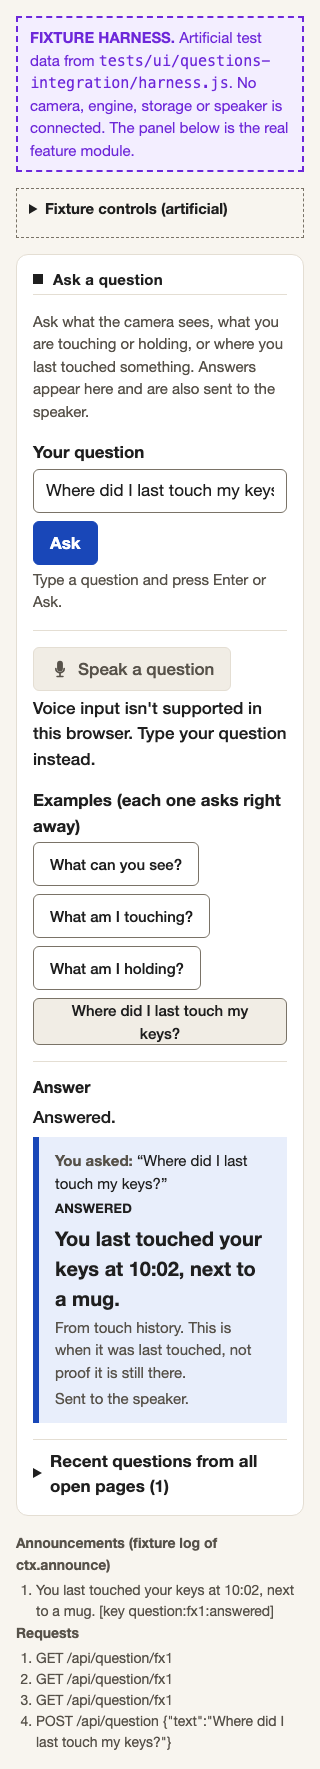 FIXTURE HARNESS. Artificial test
data from tests/ui/questions-
integration/harness.js. No
camera, engine, storage or speaker is
connected. The panel below is the real
feature module.
Fixture controls (artificial)
Ask a question
Ask what the camera sees, what you
are touching or holding, or where you
last touched something. Answers
appear here and are also sent to the
speaker.
Your question
Where did I last touch my keys
Ask
Type a question and press Enter or
Ask.
Speak a question
Voice input isn't supported in
this browser. Type your question
instead.
Examples (each one asks right
away)
What can you see?
What am I touching?
What am I holding?
Where did I last touch my
keys?
Answer
Answered.
You asked: “Where did I last
touch my keys?”
ANSWERED
You last touched your
keys at 10:02, next to
a mug.
From touch history. This is
when it was last touched, not
proof it is still there.
Sent to the speaker.
Recent questions from all
open pages (1)
Announcements (fixture log of
ctx.announce)
1. You last touched your keys at 10:02, next
to a mug. [key question:fx1:answered]
Requests
1. GET /api/question/fx1
2. GET /api/question/fx1
3. GET /api/question/fx1
4. POST /api/question {"text":"Where did I
last touch my keys?"}